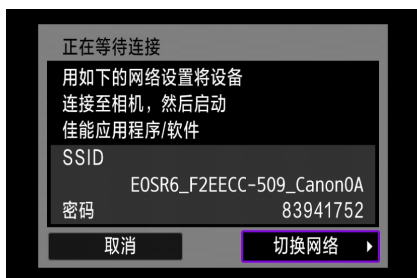 正在等待连接
用如下的网络设置将设备
连接至相机，然后启动
佳能应用程序/软件
SSID
EOSR6_F2EECC-509_Canon0A
密码 83941752
取消 切换网络